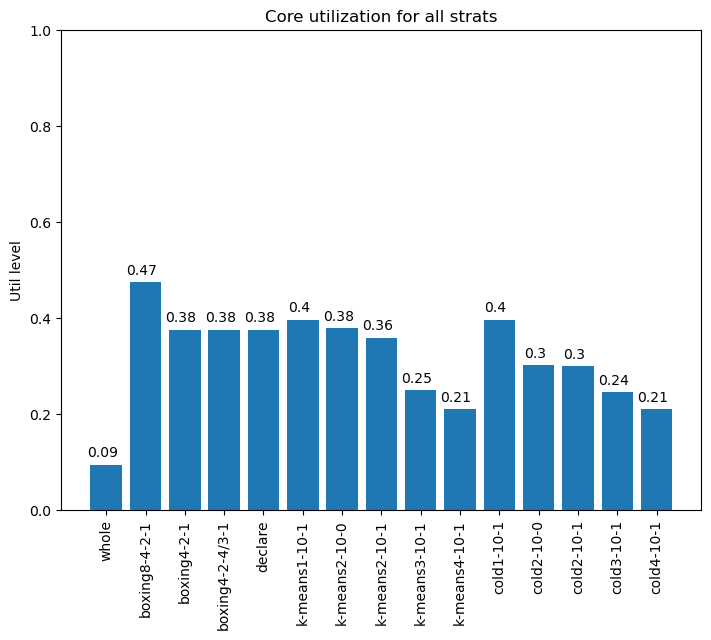 Core utilization for all strats
Util level
1.0
0.8
0.6
0.4
0.2
0.0
0.09
0.47
0.38
0.38
0.38
0.4
0.38
0.36
0.25
0.21
0.4
0.3
0.3
0.24
0.21
whole
boxing8-4-2-1
boxing4-2-1
boxing4-2-4/3-1
declare
k-means1-10-1
k-means2-10-0
k-means2-10-1
k-means3-10-1
k-means4-10-1
cold1-10-1
cold2-10-0
cold2-10-1
cold3-10-1
cold4-10-1